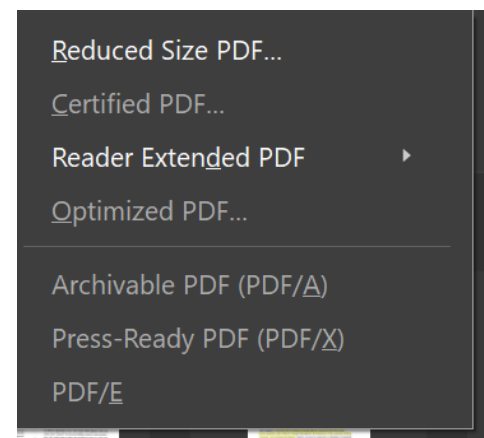 Reduced Size PDF...
Certified PDF...
Reader Extended PDF
Optimized PDF...
Archivable PDF (PDF/A)
Press-Ready PDF (PDF/X)
PDF/E